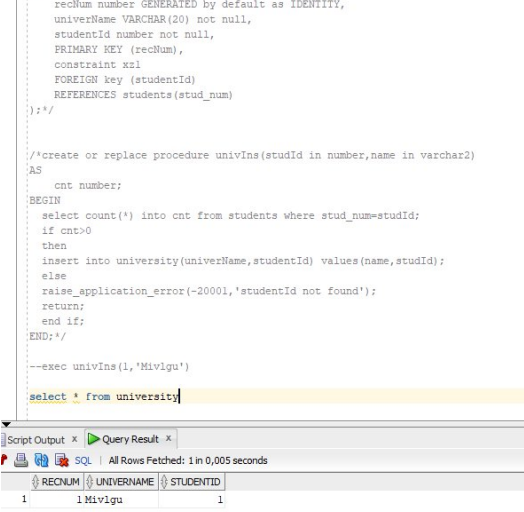 recNum number GENERATED by default as IDENTITY,
univerName VARCHAR(20) not null,
studentId number not null,
PRIMARY KEY (recNum),
constraint xzl
FOREIGN key (studentId)
REFERENCES students(stud_num)
);*/
/*create or replace procedure univIns(studId in number,name in varchar2)
AS
cnt number;
BEGIN
select count(*) into cnt from students where stud_num=studId;
if cnt>0
then
insert into university(univerName,studentId) values(name,studId);
else
raise_application_error(-20001,'studentId not found');
return;
end if;
END;*/
--exec univIns(1,'Mivlgu')
select * from university
Script Output x Query Result x
SQL | All Rows Fetched: 1 in 0,005 seconds
RECNUM UNIVERNAME STUDENTID
1 1 Mivlgu 1